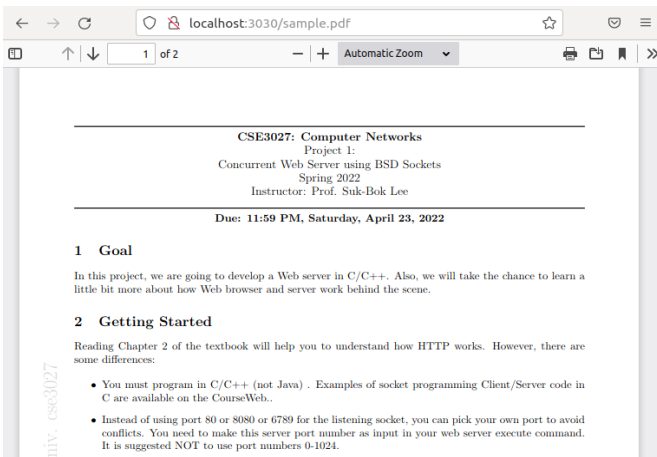 localhost:3030/sample.pdf
1 of 2
Automatic Zoom
CSE3027: Computer Networks
Project 1:
Concurrent Web Server using BSD Sockets
Spring 2022
Instructor: Prof. Suk-Bok Lee
Due: 11:59 PM, Saturday, April 23, 2022
1 Goal
In this project, we are going to develop a Web server in C/C++. Also, we will take the chance to learn a
little bit more about how Web browser and server work behind the scene.
2 Getting Started
Reading Chapter 2 of the textbook will help you to understand how HTTP works. However, there are
some differences:
• You must program in C/C++ (not Java) . Examples of socket programming Client/Server code in
C are available on the CourseWeb..
• Instead of using port 80 or 8080 or 6789 for the listening socket, you can pick your own port to avoid
conflicts. You need to make this server port number as input in your web server execute command.
It is suggested NOT to use port numbers 0-1024.
niv. cse3027